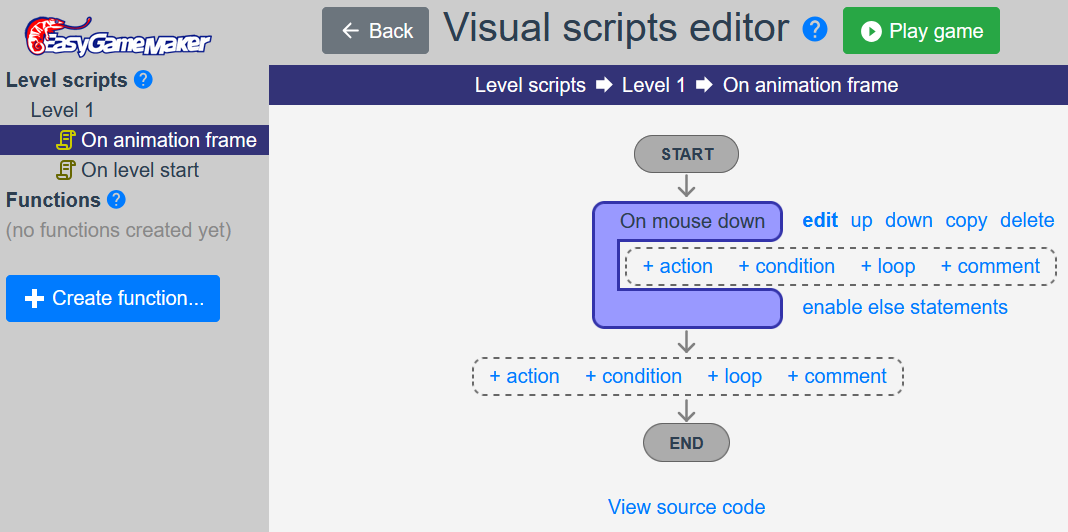 EasyGameMaker
Back
Visual scripts editor ?
Play game
Level scripts ?
Level 1
On animation frame
On level start
Functions ?
(no functions created yet)
Create function...
Level scripts Level 1 On animation frame
START
On mouse down edit up down copy delete
+ action + condition + loop + comment
enable else statements
+ action + condition + loop + comment
END
View source code